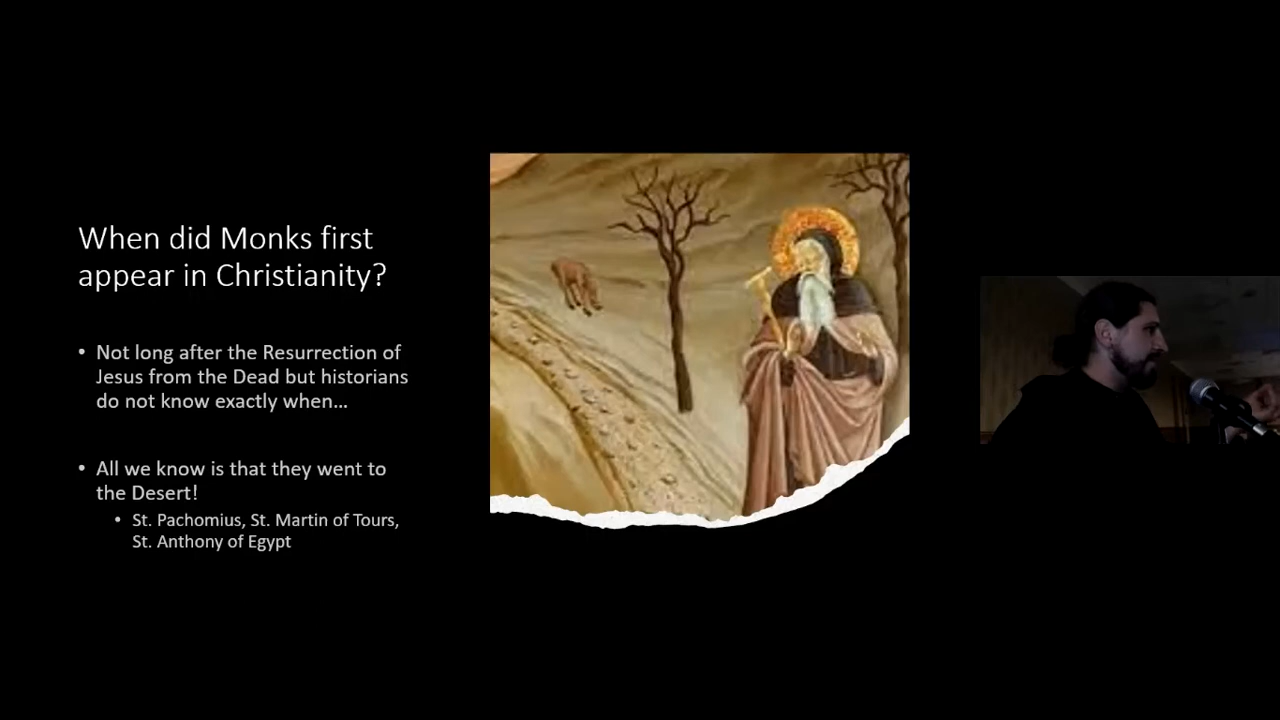 When did Monks first
appear in Christianity?
• Not long after the Resurrection of
Jesus from the Dead but historians
do not know exactly when...
• All we know is that they went to
the Desert!
• St. Pachomius, St. Martin of Tours,
St. Anthony of Egypt